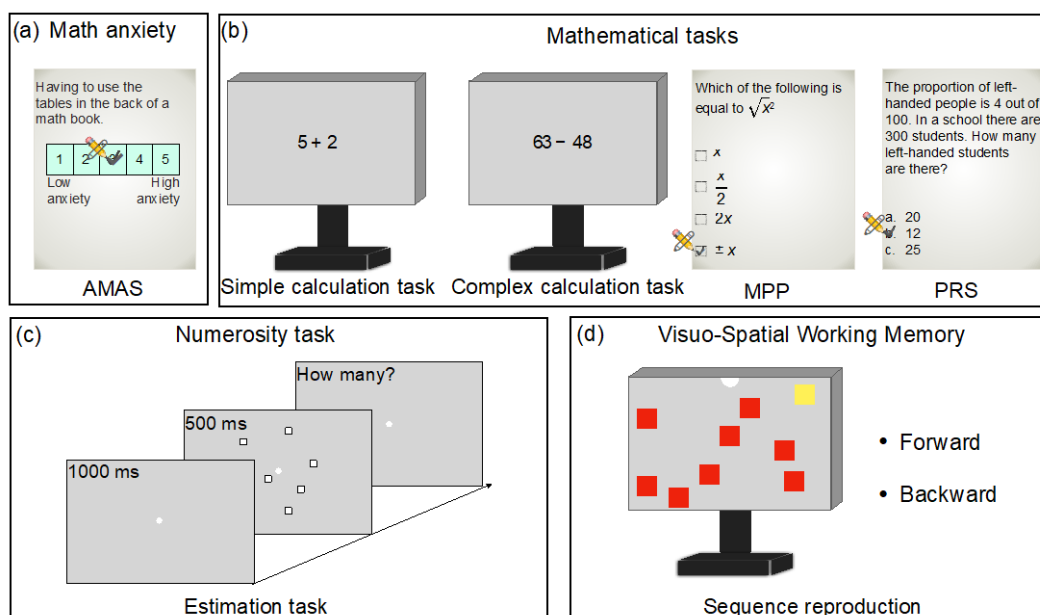 (a) Math anxiety
Having to use the
tables in the back of a
math book.
1 2 4 5
Low High
anxiety anxiety
AMAS
(b) Mathematical tasks
5 + 2
Simple calculation task
63 − 48
Complex calculation task
Which of the following is
equal to √x²
x
x
2
2x
± x
MPP
The proportion of left-
handed people is 4 out of
100. In a school there are
300 students. How many
left-handed students
are there?
a. 20
12
c. 25
PRS
(c) Numerosity task
1000 ms
500 ms
How many?
Estimation task
(d) Visuo-Spatial Working Memory
• Forward
• Backward
Sequence reproduction